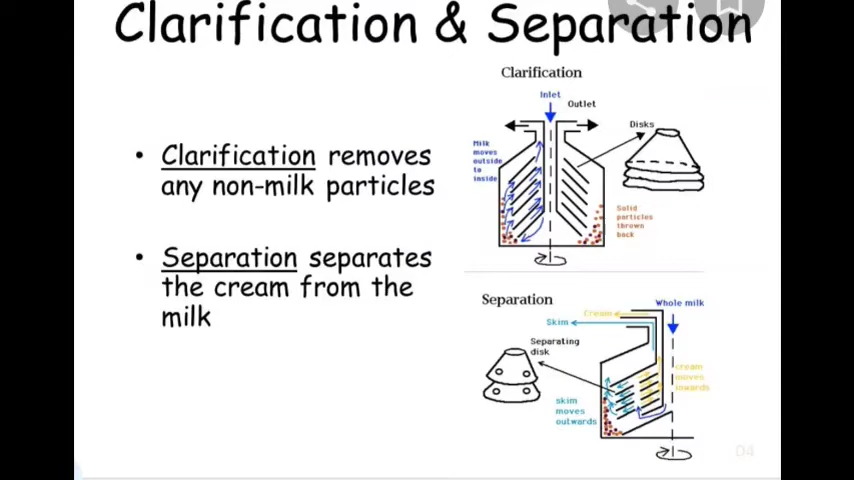 Clarification & Separation
• Clarification removes
any non-milk particles
• Separation separates
the cream from the
milk
Clarification
Inlet
Outlet
Disks
Milk
moves
outside
to
inside
Solid
particles
thrown
back
Separation
Whole milk
Cream
Skim
Separating
disk
cream
moves
inwards
skim
moves
outwards
D4